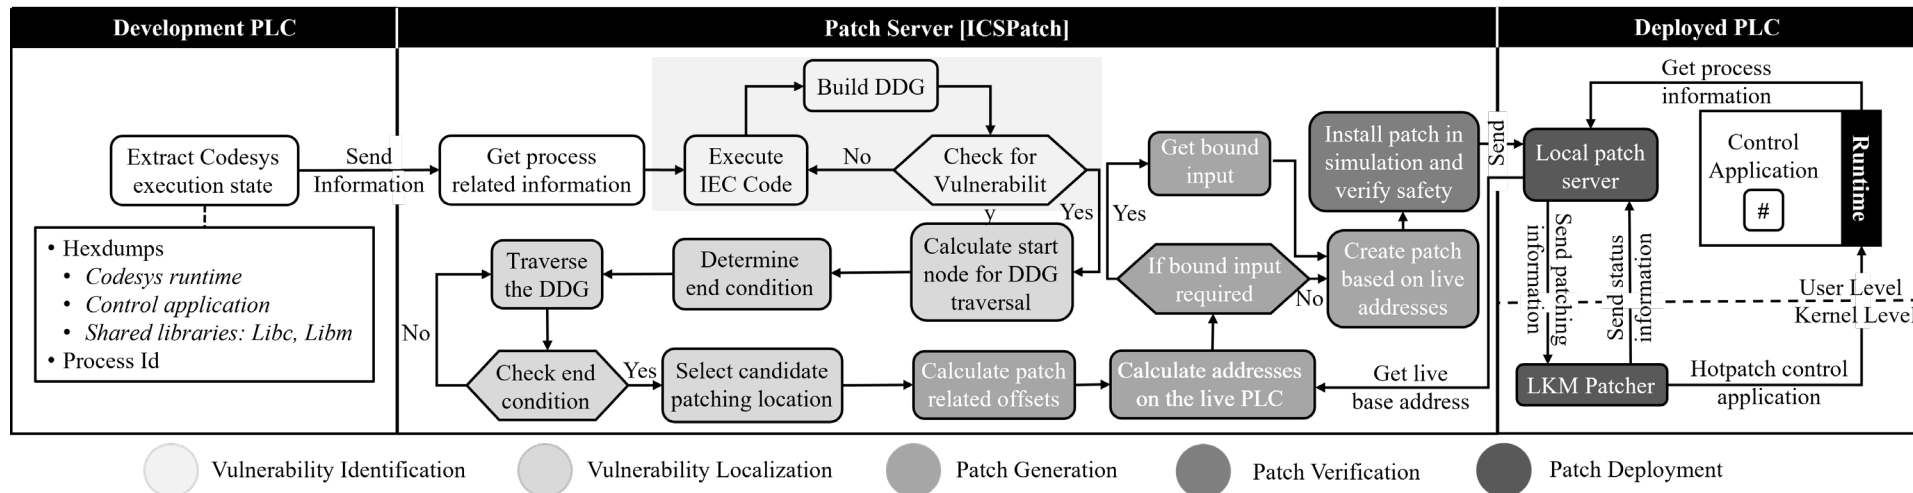 Development PLC
Patch Server [ICSPatch]
Deployed PLC
Extract Codesys
execution state
Send
Information
• Hexdumps
• Codesys runtime
• Control application
• Shared libraries: Libc, Libm
• Process Id
Get process
related information
Execute
IEC Code
Build DDG
No
Check for
Vulnerabilit
y
Yes
Calculate start
node for DDG
traversal
Determine
end condition
Traverse
the DDG
No
Check end
condition
Yes
Select candidate
patching location
Calculate patch
related offsets
Calculate addresses
on the live PLC
Get live
base address
If bound input
required
Yes
No
Get bound
input
Create patch
based on live
addresses
Install patch in
simulation and
verify safety
Send
Local patch
server
Get process
information
Control
Application
#
Runtime
Send patching
information
Send status
information
User Level
Kernel Level
LKM Patcher
Hotpatch control
application
Vulnerability Identification
Vulnerability Localization
Patch Generation
Patch Verification
Patch Deployment